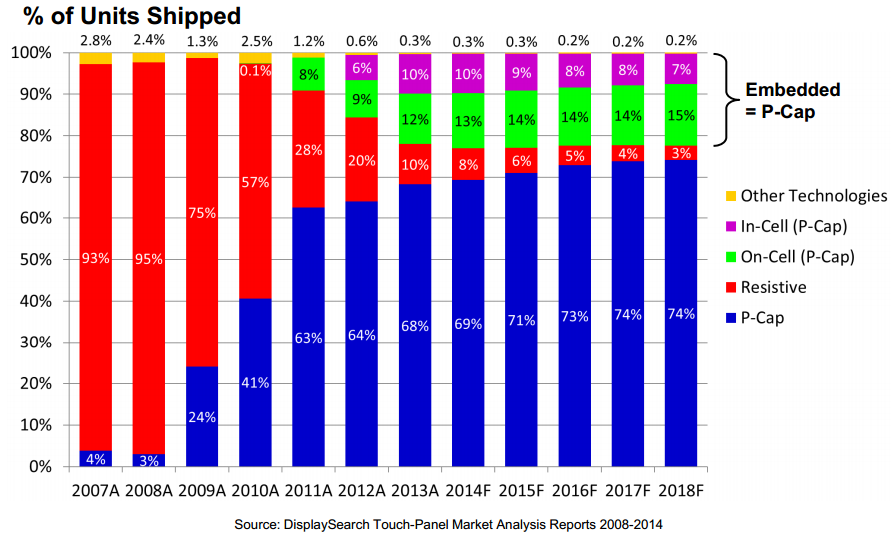 % of Units Shipped
2.8% 2.4% 1.3% 2.5% 1.2% 0.6% 0.3% 0.3% 0.3% 0.2% 0.2% 0.2%
100%
90%
80%
70%
60%
50%
40%
30%
20%
10%
0%
93% 4%
95% 3%
75% 24%
0.1% 57% 41%
8% 28% 63%
6% 9% 20% 64%
10% 12% 10% 68%
10% 13% 8% 69%
9% 14% 6% 71%
8% 14% 5% 73%
8% 14% 4% 74%
7% 15% 3% 74%
2007A 2008A 2009A 2010A 2011A 2012A 2013A 2014F 2015F 2016F 2017F 2018F
Embedded
= P-Cap
Other Technologies
In-Cell (P-Cap)
On-Cell (P-Cap)
Resistive
P-Cap
Source: DisplaySearch Touch-Panel Market Analysis Reports 2008-2014